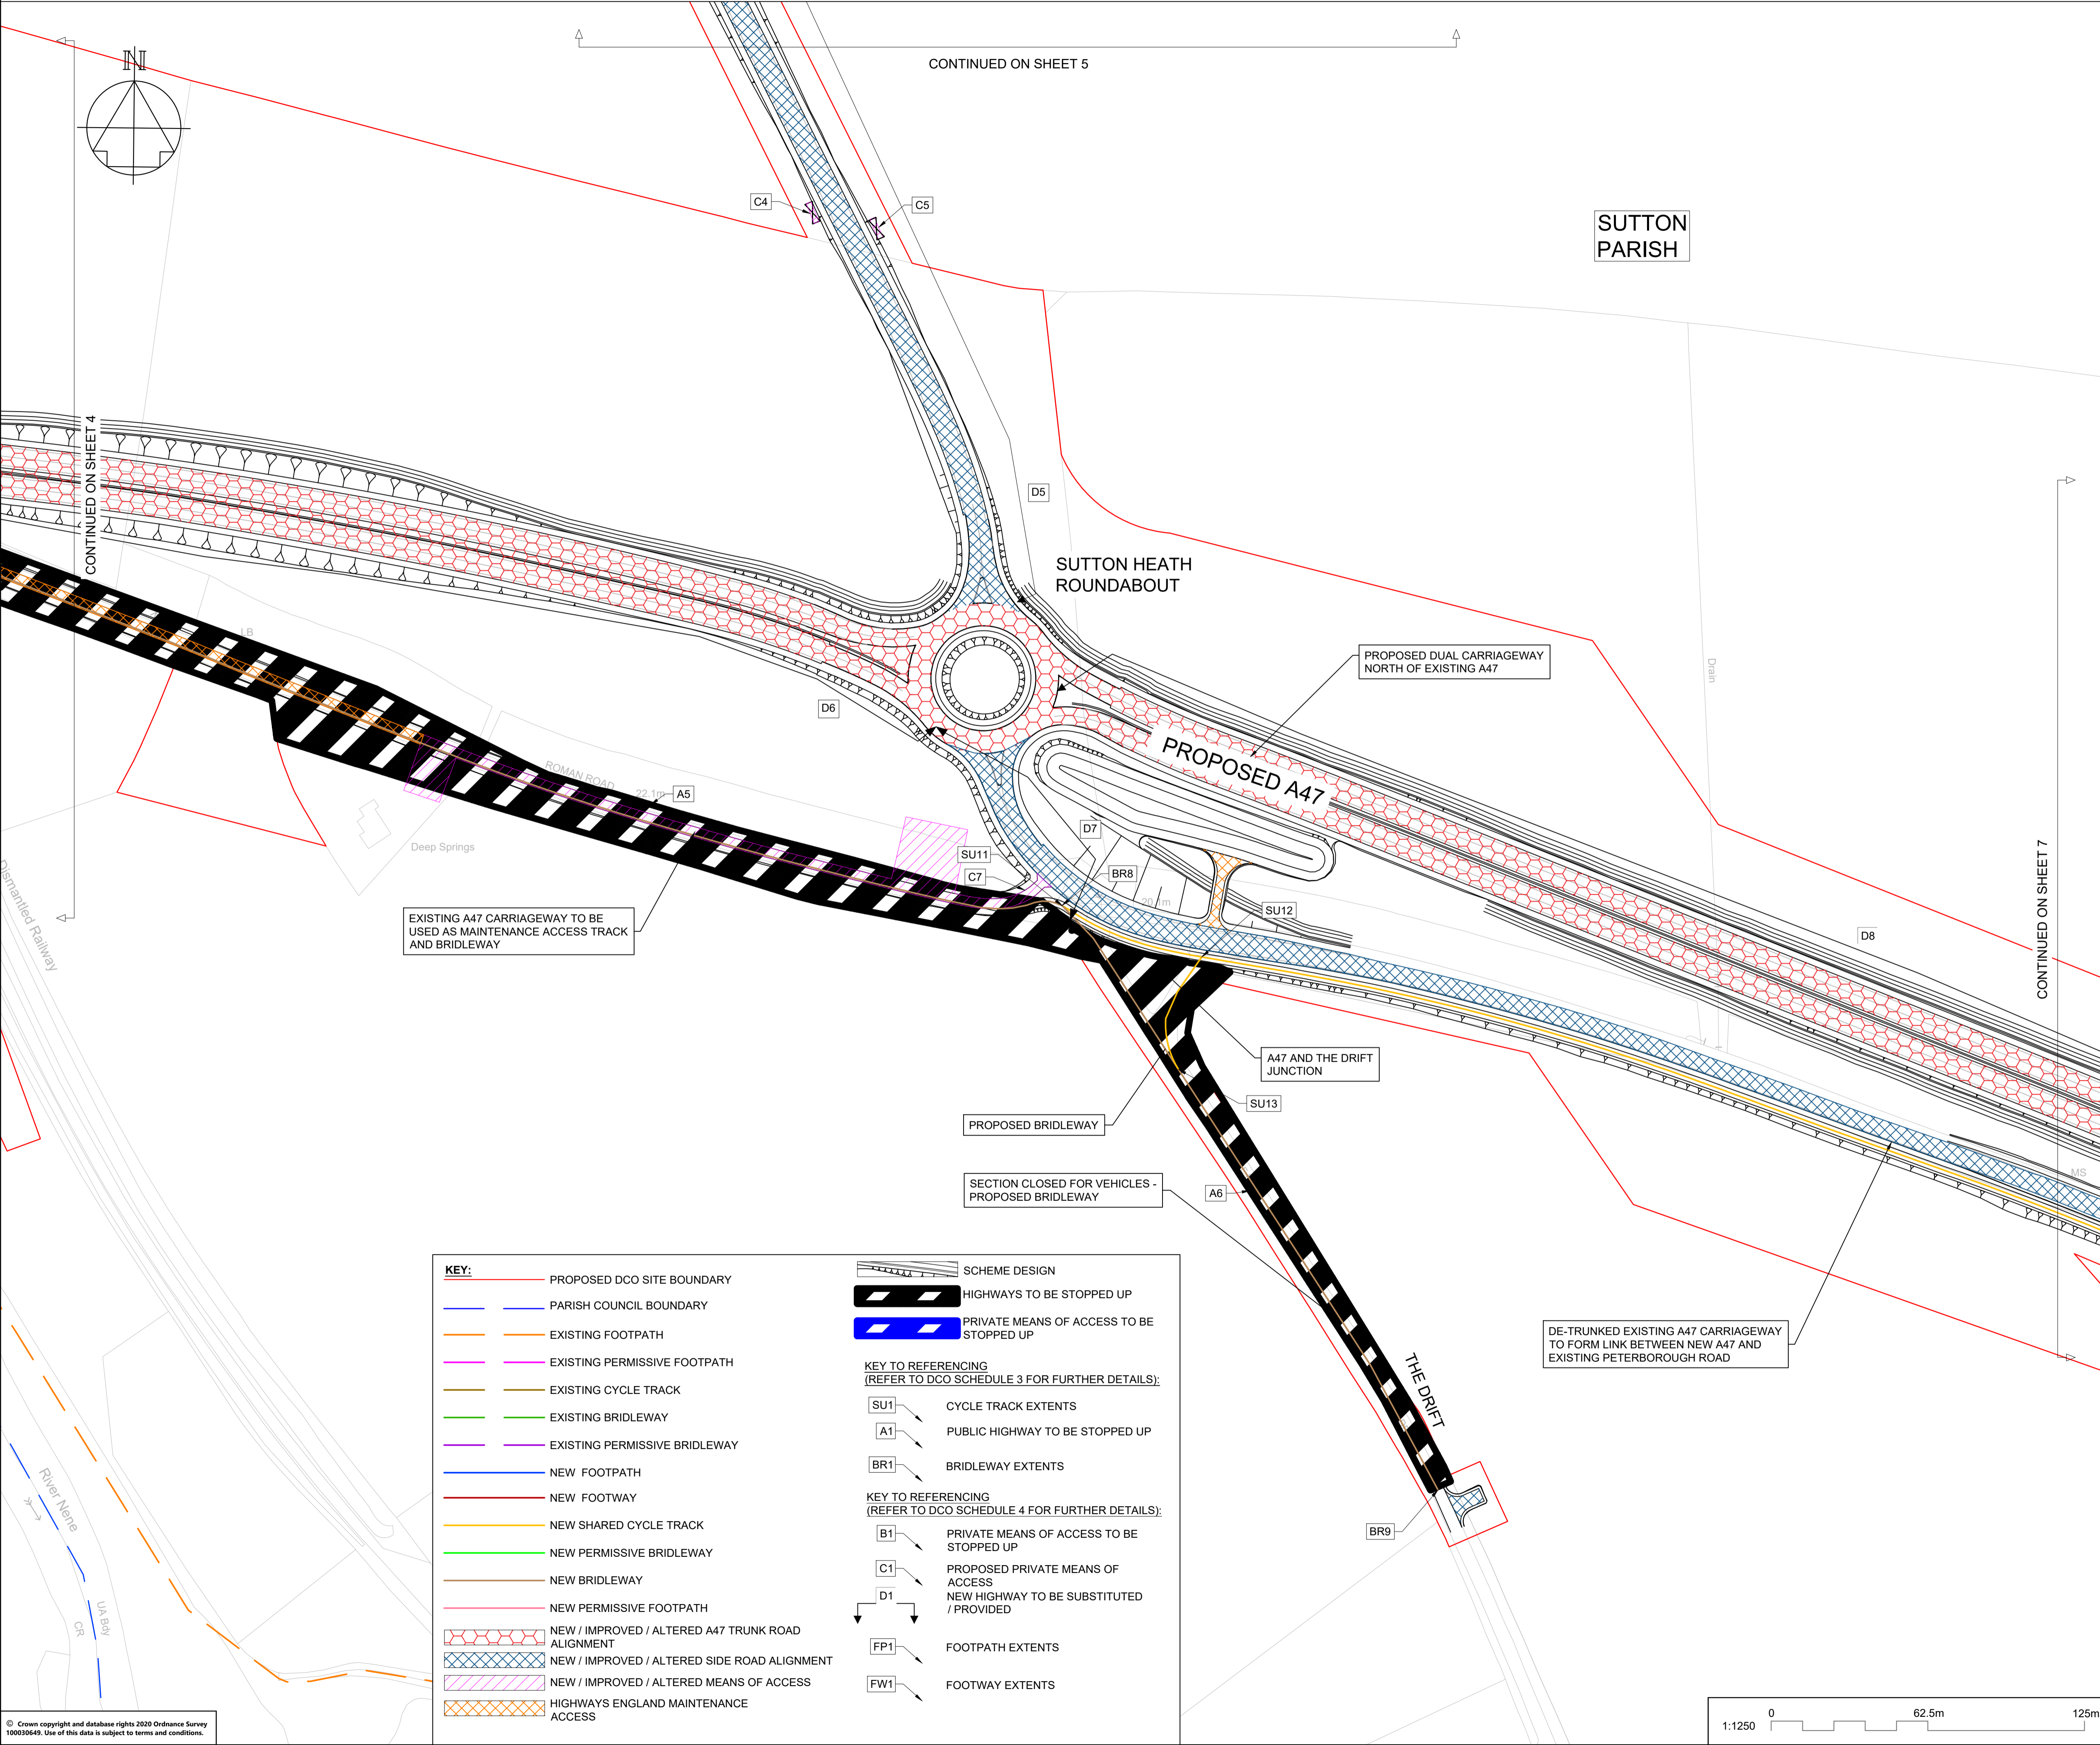 CONTINUED ON SHEET 5
N
C4
C5
SUTTON
PARISH
CONTINUED ON SHEET 4
D5
SUTTON HEATH
ROUNDABOUT
LB
PROPOSED DUAL CARRIAGEWAY
NORTH OF EXISTING A47
Drain
D6
PROPOSED A47
ROMAN ROAD
22.1m
A5
Deep Springs
D7
SU11
C7
BR8
20.1m
SU12
Dismantled Railway
EXISTING A47 CARRIAGEWAY TO BE
USED AS MAINTENANCE ACCESS TRACK
AND BRIDLEWAY
D8
CONTINUED ON SHEET 7
A47 AND THE DRIFT
JUNCTION
SU13
PROPOSED BRIDLEWAY
SECTION CLOSED FOR VEHICLES -
PROPOSED BRIDLEWAY
A6
MS
DE-TRUNKED EXISTING A47 CARRIAGEWAY
TO FORM LINK BETWEEN NEW A47 AND
EXISTING PETERBOROUGH ROAD
THE DRIFT
BR9
River Nene
UA Bdy
CR
KEY:
PROPOSED DCO SITE BOUNDARY
PARISH COUNCIL BOUNDARY
EXISTING FOOTPATH
EXISTING PERMISSIVE FOOTPATH
EXISTING CYCLE TRACK
EXISTING BRIDLEWAY
EXISTING PERMISSIVE BRIDLEWAY
NEW FOOTPATH
NEW FOOTWAY
NEW SHARED CYCLE TRACK
NEW PERMISSIVE BRIDLEWAY
NEW BRIDLEWAY
NEW PERMISSIVE FOOTPATH
NEW / IMPROVED / ALTERED A47 TRUNK ROAD
ALIGNMENT
NEW / IMPROVED / ALTERED SIDE ROAD ALIGNMENT
NEW / IMPROVED / ALTERED MEANS OF ACCESS
HIGHWAYS ENGLAND MAINTENANCE
ACCESS
SCHEME DESIGN
HIGHWAYS TO BE STOPPED UP
PRIVATE MEANS OF ACCESS TO BE
STOPPED UP
KEY TO REFERENCING
(REFER TO DCO SCHEDULE 3 FOR FURTHER DETAILS):
SU1 CYCLE TRACK EXTENTS
A1 PUBLIC HIGHWAY TO BE STOPPED UP
BR1 BRIDLEWAY EXTENTS
KEY TO REFERENCING
(REFER TO DCO SCHEDULE 4 FOR FURTHER DETAILS):
B1 PRIVATE MEANS OF ACCESS TO BE
STOPPED UP
C1 PROPOSED PRIVATE MEANS OF
ACCESS
D1 NEW HIGHWAY TO BE SUBSTITUTED
/ PROVIDED
FP1 FOOTPATH EXTENTS
FW1 FOOTWAY EXTENTS
© Crown copyright and database rights 2020 Ordnance Survey
100030649. Use of this data is subject to terms and conditions.
1:1250
0 62.5m 125m